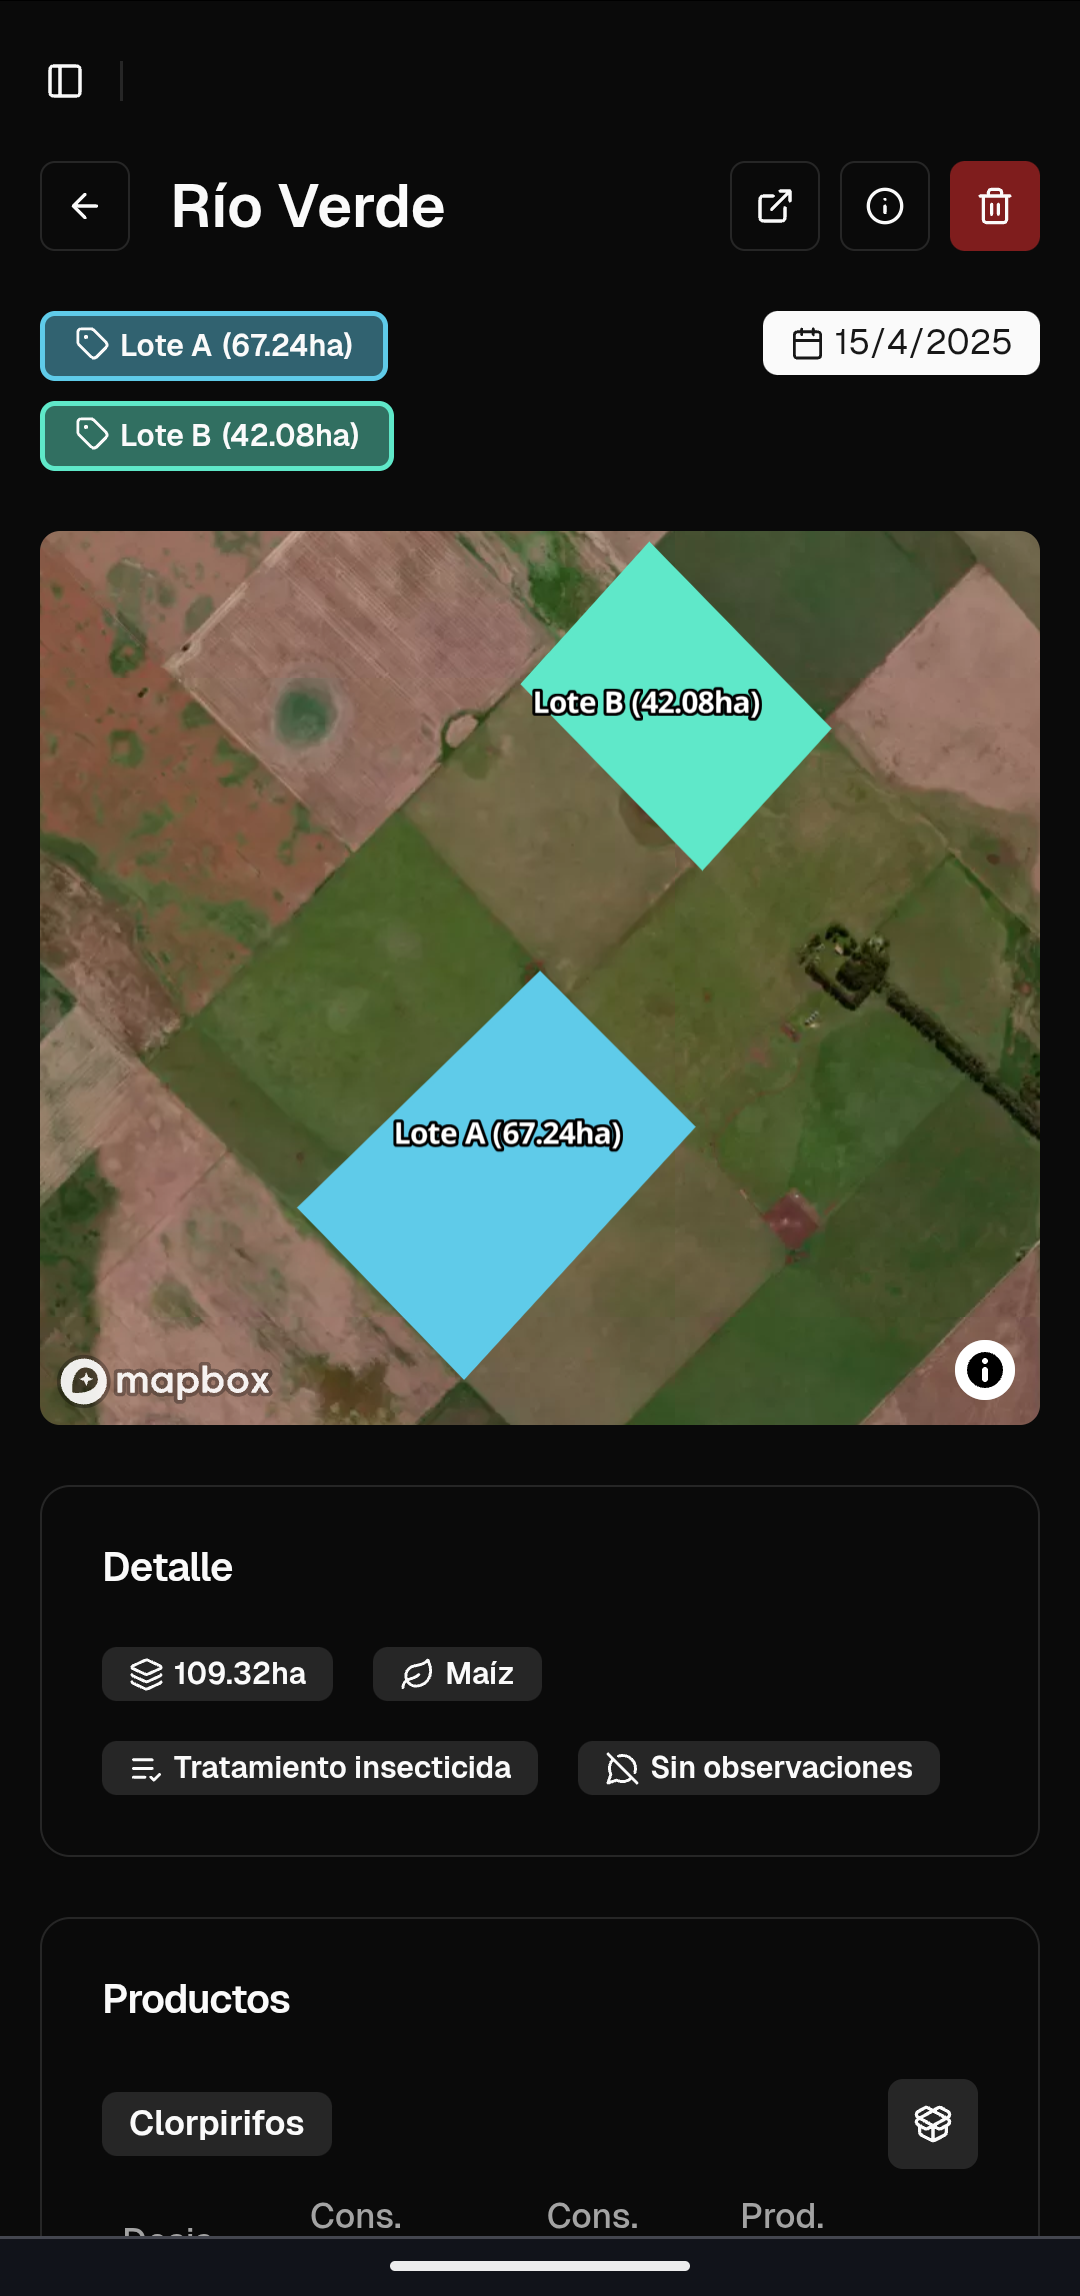 Río Verde
Lote A (67.24ha)
15/4/2025
Lote B (42.08ha)
Lote B (42.08ha)
Lote A (67.24ha)
mapbox
Detalle
109.32ha
Maíz
Tratamiento insecticida
Sin observaciones
Productos
Clorpirifos
Cons. Cons. Prod.